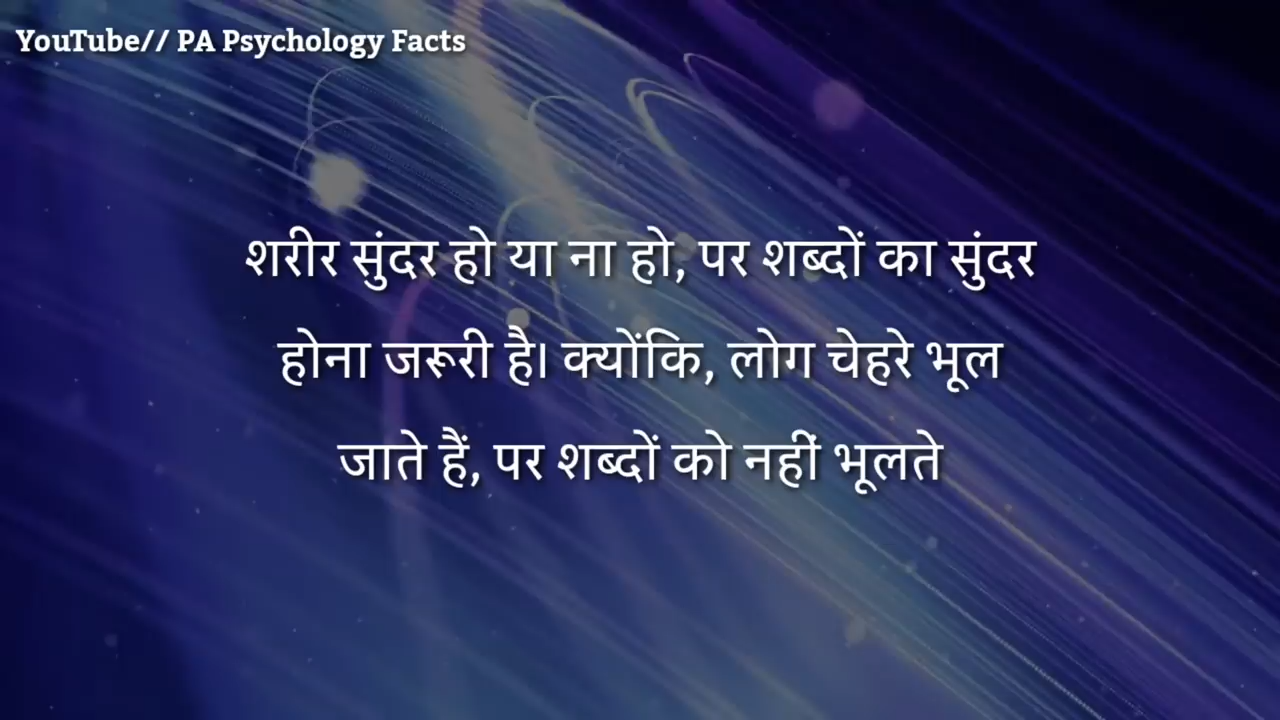 YouTube// PA Psychology Facts
शरीर सुंदर हो या ना हो, पर शब्दों का सुंदर
होना जरूरी है। क्योंकि, लोग चेहरे भूल
जाते हैं, पर शब्दों को नहीं भूलते